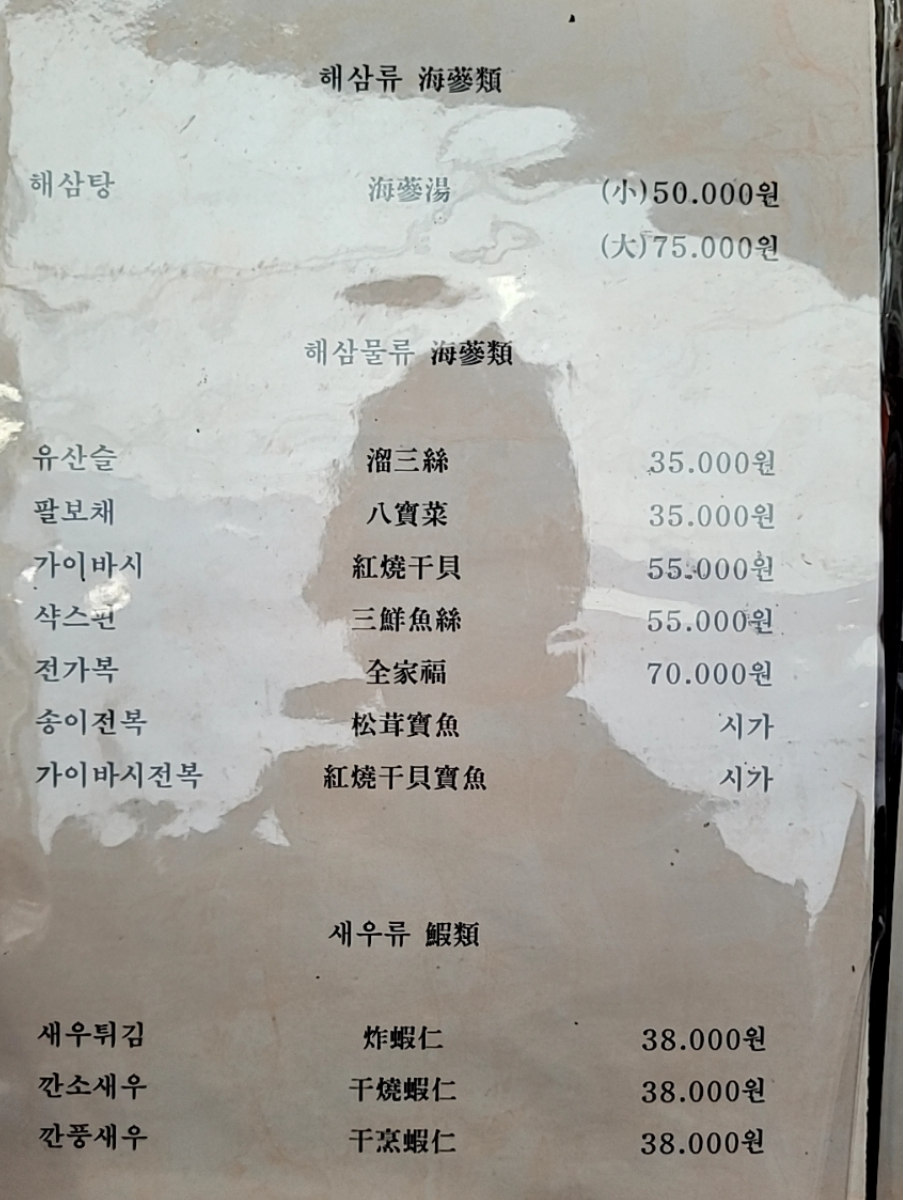 해삼류 海蔘類
해삼탕 海蔘湯 (小)50.000원
(大)75.000원
해삼물류 海蔘類
유산슬 溜三絲 35.000원
팔보채 八寶菜 35.000원
가이바시 紅燒干貝 55.000원
샥스핀 三鮮魚絲 55.000원
전가복 全家福 70.000원
송이전복 松茸寶魚 시가
가이바시전복 紅燒干貝寶魚 시가
새우류 鰕類
새우튀김 炸蝦仁 38.000원
깐소새우 干燒蝦仁 38.000원
깐풍새우 干烹蝦仁 38.000원